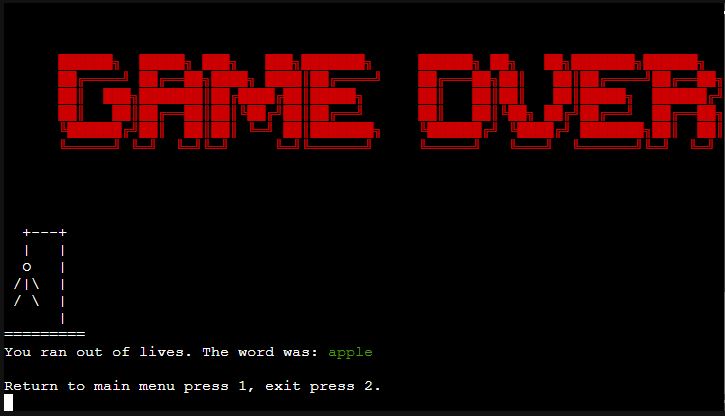 GAME OVER
You ran out of lives. The word was: apple
Return to main menu press 1, exit press 2.